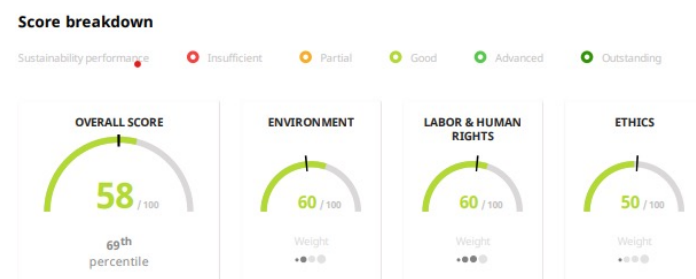 Score breakdown
Sustainability performance Insufficient Partial Good Advanced Outstanding
OVERALL SCORE
58 / 100
69th
percentile
ENVIRONMENT
60 / 100
Weight
LABOR & HUMAN
RIGHTS
60 / 100
Weight
ETHICS
50 / 100
Weight